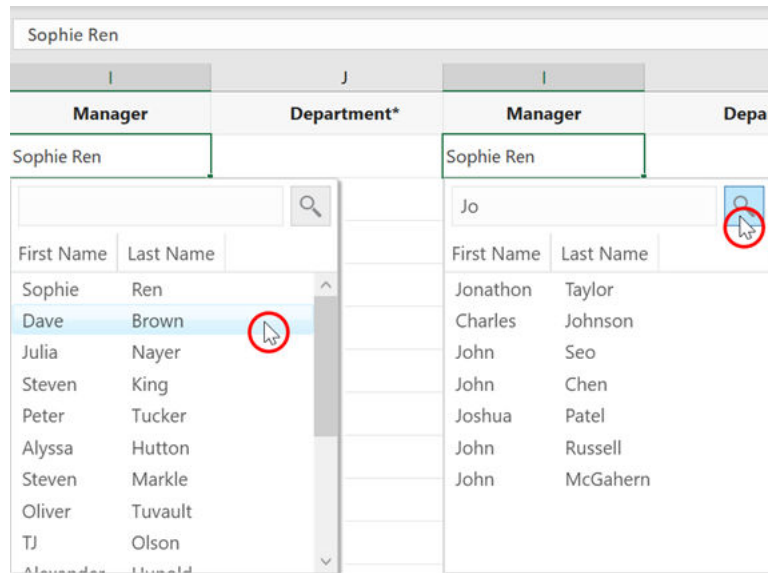 Sophie Ren
I J I
Manager Department* Manager Depa
Sophie Ren Sophie Ren
Jo
First Name Last Name First Name Last Name
Sophie Ren Jonathon Taylor
Dave Brown Charles Johnson
Julia Nayer John Seo
Steven King John Chen
Peter Tucker Joshua Patel
Alyssa Hutton John Russell
Steven Markle John McGahern
Oliver Tuvault
TJ Olson